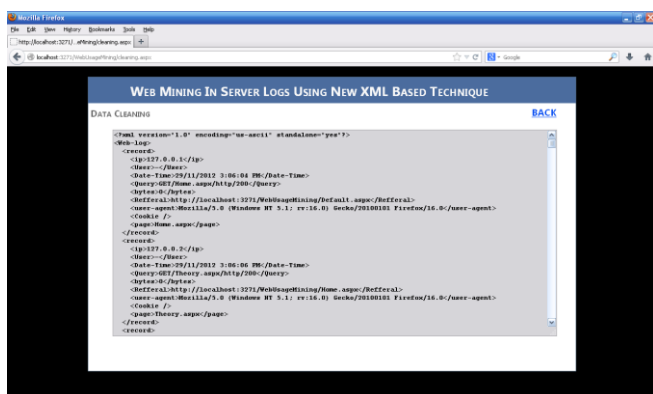 Mozilla Firefox
File Edit View History Bookmarks Tools Help
http://localhost:3271/...eMining/cleaning.aspx +
localhost:3271/WebUsageMining/cleaning.aspx
Google
WEB MINING IN SERVER LOGS USING NEW XML BASED TECHNIQUE
DATA CLEANING BACK
<?xml version="1.0" encoding="us-ascii" standalone="yes"?>
<Web-log>
<record>
<ip>127.0.0.1</ip>
<User>-</User>
<Date-Time>29/11/2012 3:06:04 PM</Date-Time>
<Query>GET/Home.aspx/http/200</Query>
<bytes>0</bytes>
<Refferal>http://localhost:3271/WebUsageMining/Default.aspx</Refferal>
<user-agent>Mozilla/5.0 (Windows NT 5.1; rv:16.0) Gecko/20100101 Firefox/16.0</user-agent>
<Cookie />
<page>Home.aspx</page>
</record>
<record>
<ip>127.0.0.2</ip>
<User>-</User>
<Date-Time>29/11/2012 3:06:06 PM</Date-Time>
<Query>GET/Theory.aspx/http/200</Query>
<bytes>0</bytes>
<Refferal>http://localhost:3271/WebUsageMining/Home.aspx</Refferal>
<user-agent>Mozilla/5.0 (Windows NT 5.1; rv:16.0) Gecko/20100101 Firefox/16.0</user-agent>
<Cookie />
<page>Theory.aspx</page>
</record>
<record>